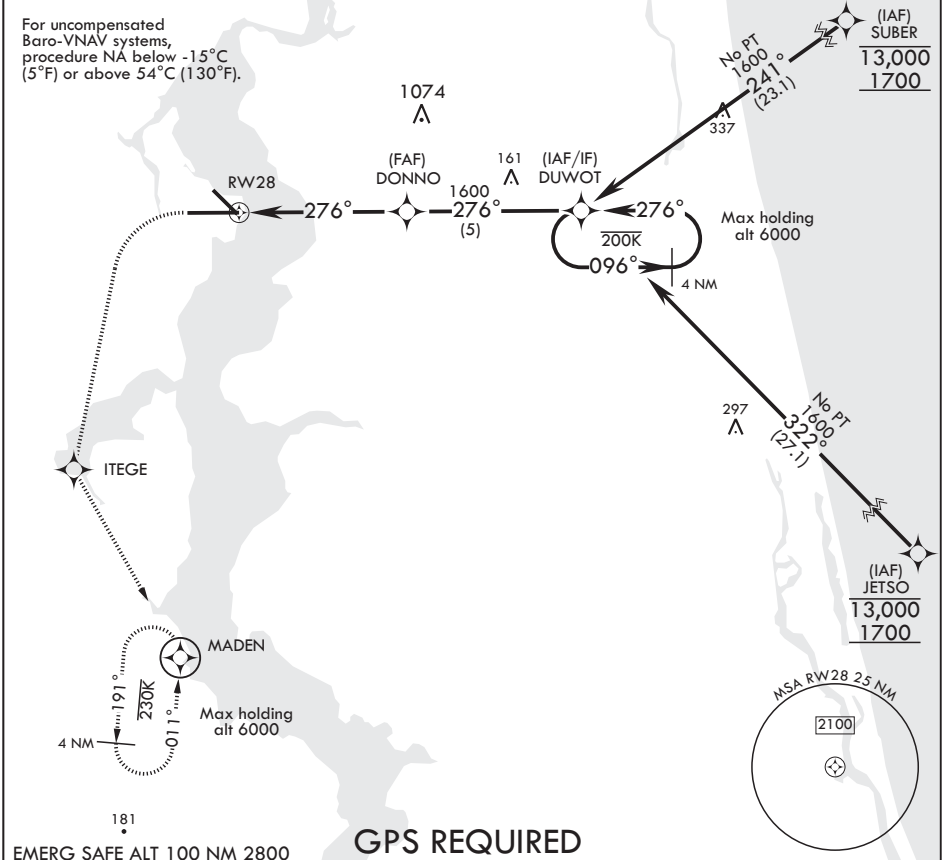 For uncompensated
Baro-VNAV systems,
procedure NA below -15°C
(5°F) or above 54°C (130°F).
(IAF)
SUBER
13,000
1700
No PT
1600
241°
(23.1)
337
1074
(FAF)
DONNO
161
(IAF/IF)
DUWOT
RW28
276°
1600
276°
(5)
276°
200K
Max holding
alt 6000
096°
4 NM
297
No PT
1600
322°
(27.1)
ITEGE
(IAF)
JETSO
13,000
1700
MADEN
191°
230K
011°
Max holding
alt 6000
4 NM
MSA RW28 25 NM
2100
181
EMERG SAFE ALT 100 NM 2800
GPS REQUIRED